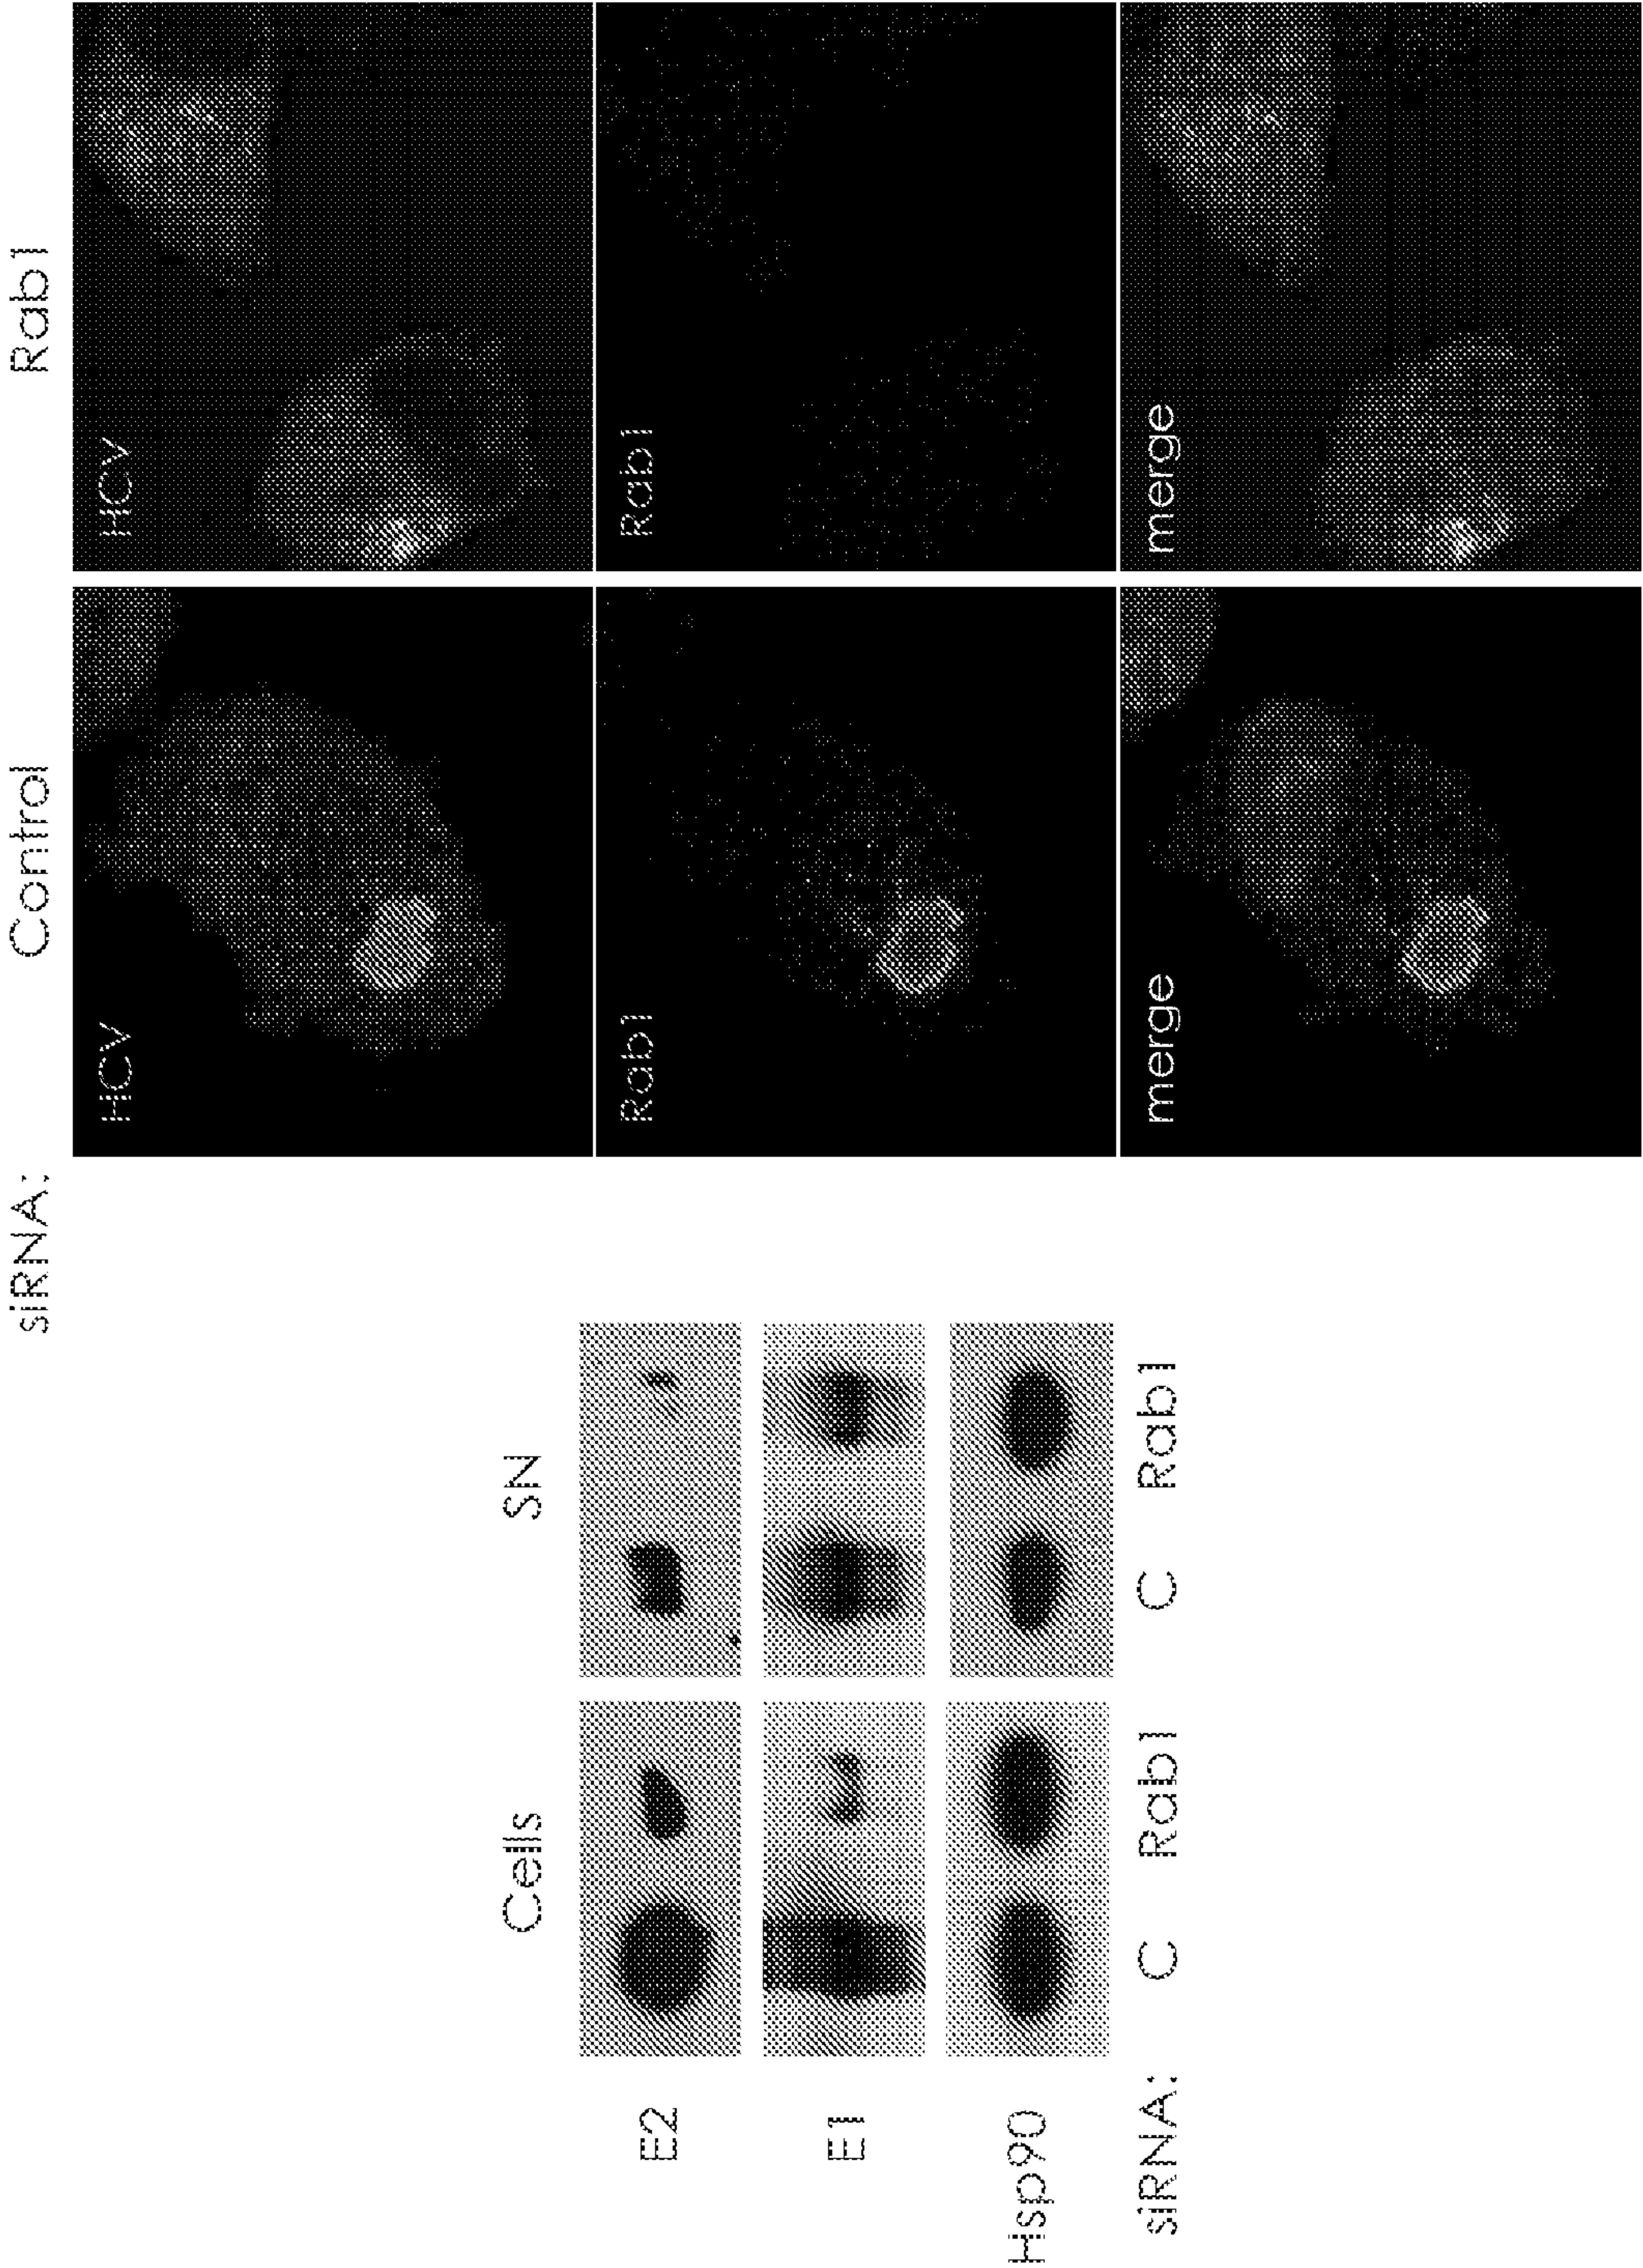 Cells SN
E2
E1
Hsp90
siRNA: C Rab1 C Rab1
siRNA: Control Rab1
HCV HCV
Rab1 Rab1
merge merge